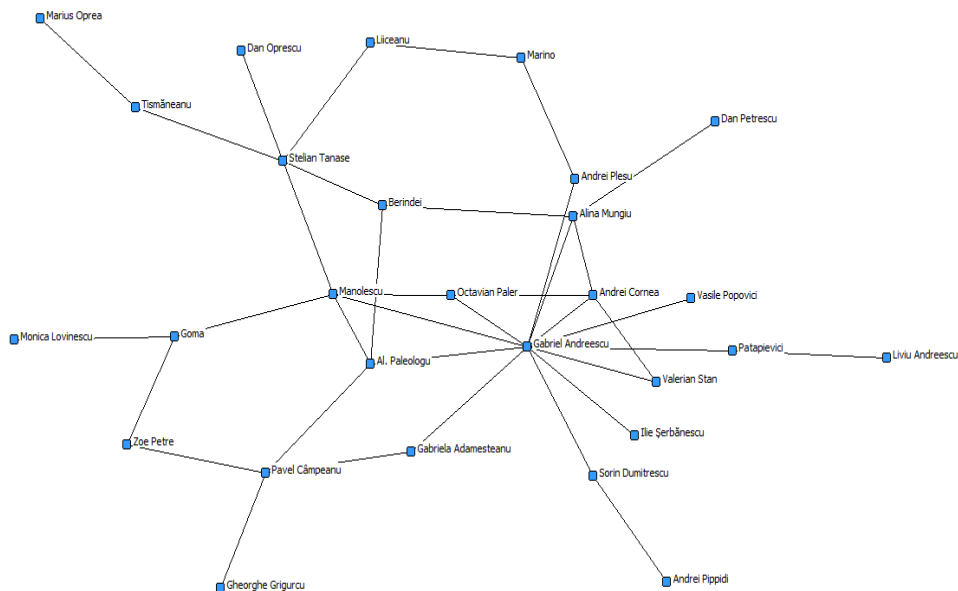 Marius Oprea
Liiceanu
Dan Oprescu
Marino
Tismăneanu
Dan Petrescu
Stelian Tanase
Andrei Plesu
Berindei
Alina Mungiu
Manolescu
Octavian Paler
Andrei Cornea
Vasile Popovici
Monica Lovinescu
Goma
Gabriel Andreescu
Patapievici
Liviu Andreescu
Al. Paleologu
Valerian Stan
Ilie Şerbănescu
Zoe Petre
Gabriela Adamesteanu
Pavel Câmpeanu
Sorin Dumitrescu
Andrei Pippidi
Gheorghe Grigurcu